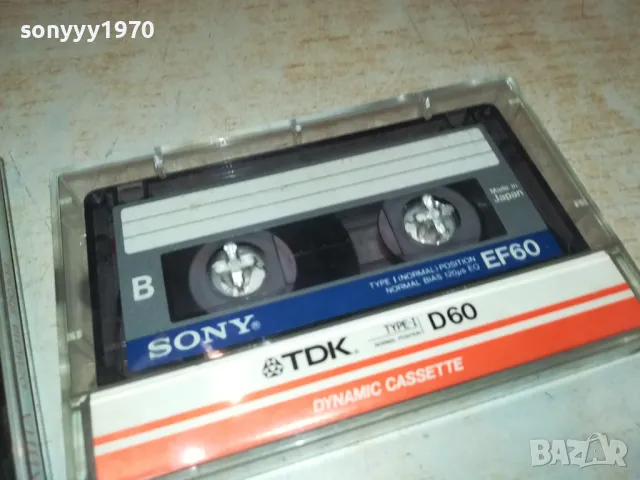 sonyyy1970
Made in
Japan
B
TYPE I (NORMAL) POSITION
NORMAL BIAS 120µs EQ
EF60
SONY®
TDK
TYPE I
D60
DYNAMIC CASSETTE
BAZAR